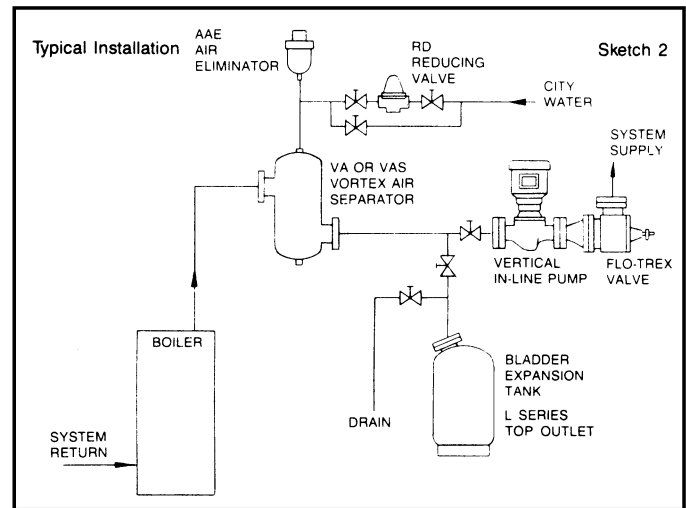 Typical Installation
AAE
AIR
ELIMINATOR
RD
REDUCING
VALVE
Sketch 2
CITY
WATER
SYSTEM
SUPPLY
VA OR VAS
VORTEX AIR
SEPARATOR
VERTICAL
IN-LINE PUMP
FLO-TREX
VALVE
BOILER
BLADDER
EXPANSION
TANK
L SERIES
TOP OUTLET
DRAIN
SYSTEM
RETURN